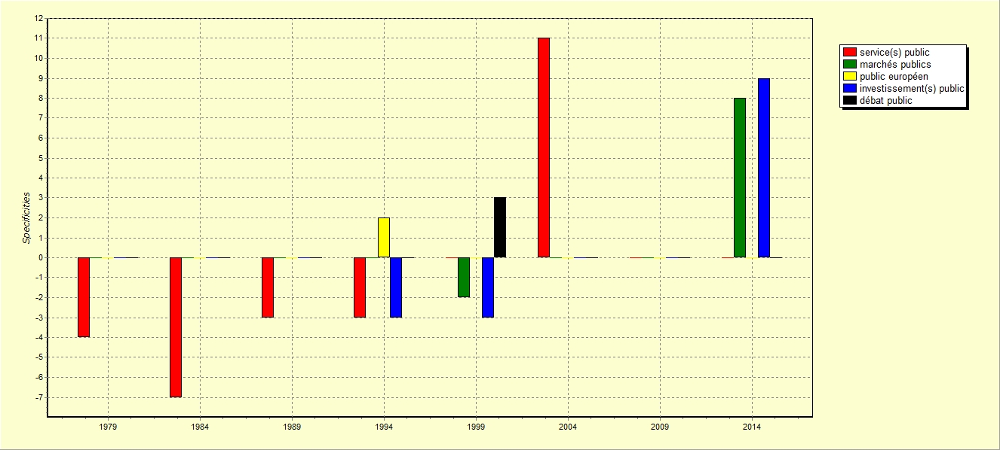 12
11
10
9
8
7
6
5
4
3
2
1
0
-1
-2
-3
-4
-5
-6
-7
Specificities
1979 1984 1989 1994 1999 2004 2009 2014
service(s) public
marchés publics
public européen
investissement(s) public
débat public